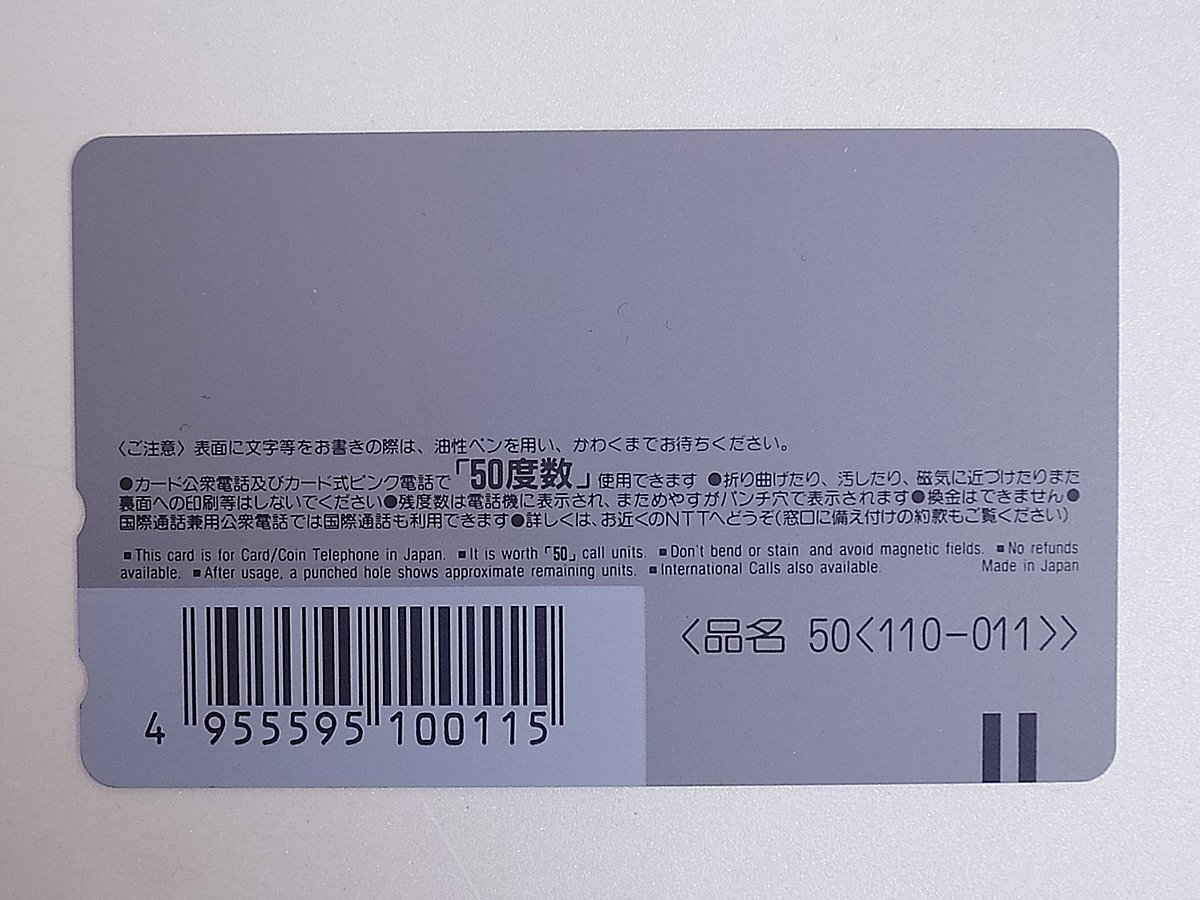 〈ご注意〉表面に文字等をお書きの際は、油性ペンを用い、かわくまでお待ちください。
●カード公衆電話及びカード式ピンク電話で「50度数」使用できます ●折り曲げたり、汚したり、磁気に近づけたりまた
裏面への印刷等はしないでください●残度数は電話機に表示され、まためやすがパンチ穴で表示されます●換金はできません●
国際通話兼用公衆電話では国際通話も利用できます●詳しくは、お近くのNTTへどうぞ(窓口に備え付けの約款もご覧ください)
■This card is for Card/Coin Telephone in Japan. ■It is worth「50」call units. ■Don't bend or stain and avoid magnetic fields. ■No refunds
available. ■After usage, a punched hole shows approximate remaining units. ■International Calls also available. Made in Japan
〈品名 50<110-011>〉
4 955595 100115